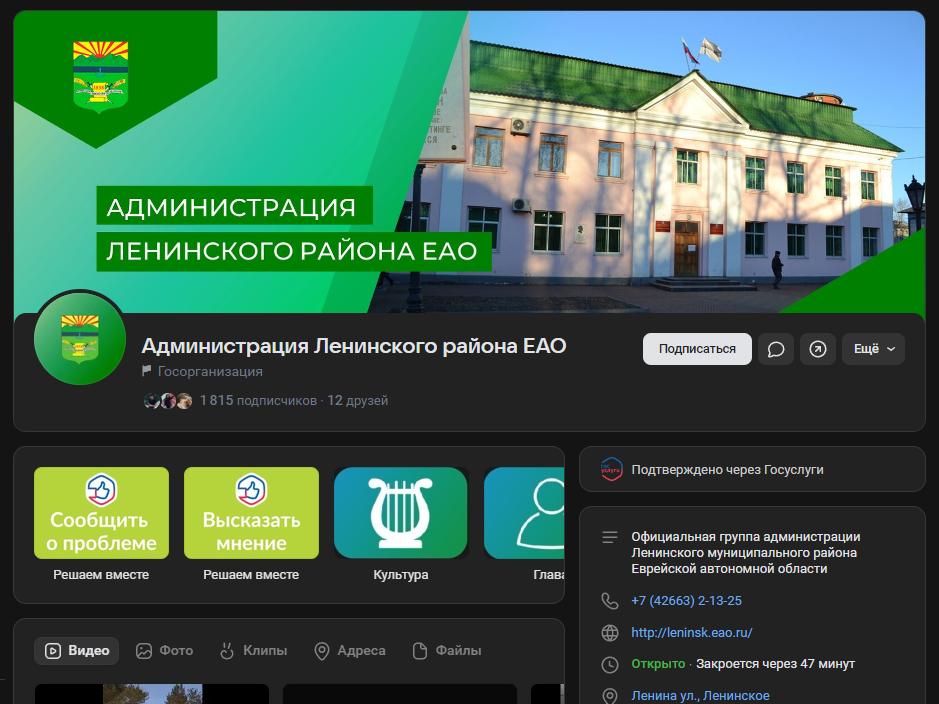 АДМИНИСТРАЦИЯ
ЛЕНИНСКОГО РАЙОНА ЕАО
Администрация Ленинского района ЕАО
Госорганизация
1 815 подписчиков · 12 друзей
Подписаться
Ещё
Сообщить
о проблеме
Решаем вместе
Высказать
мнение
Решаем вместе
Культура
Глава
Подтверждено через Госуслуги
Официальная группа администрации
Ленинского муниципального района
Еврейской автономной области
+7 (42663) 2-13-25
http://leninsk.eao.ru/
Открыто · Закроется через 47 минут
Ленина ул., Ленинское
Видео
Фото
Клипы
Адреса
Файлы